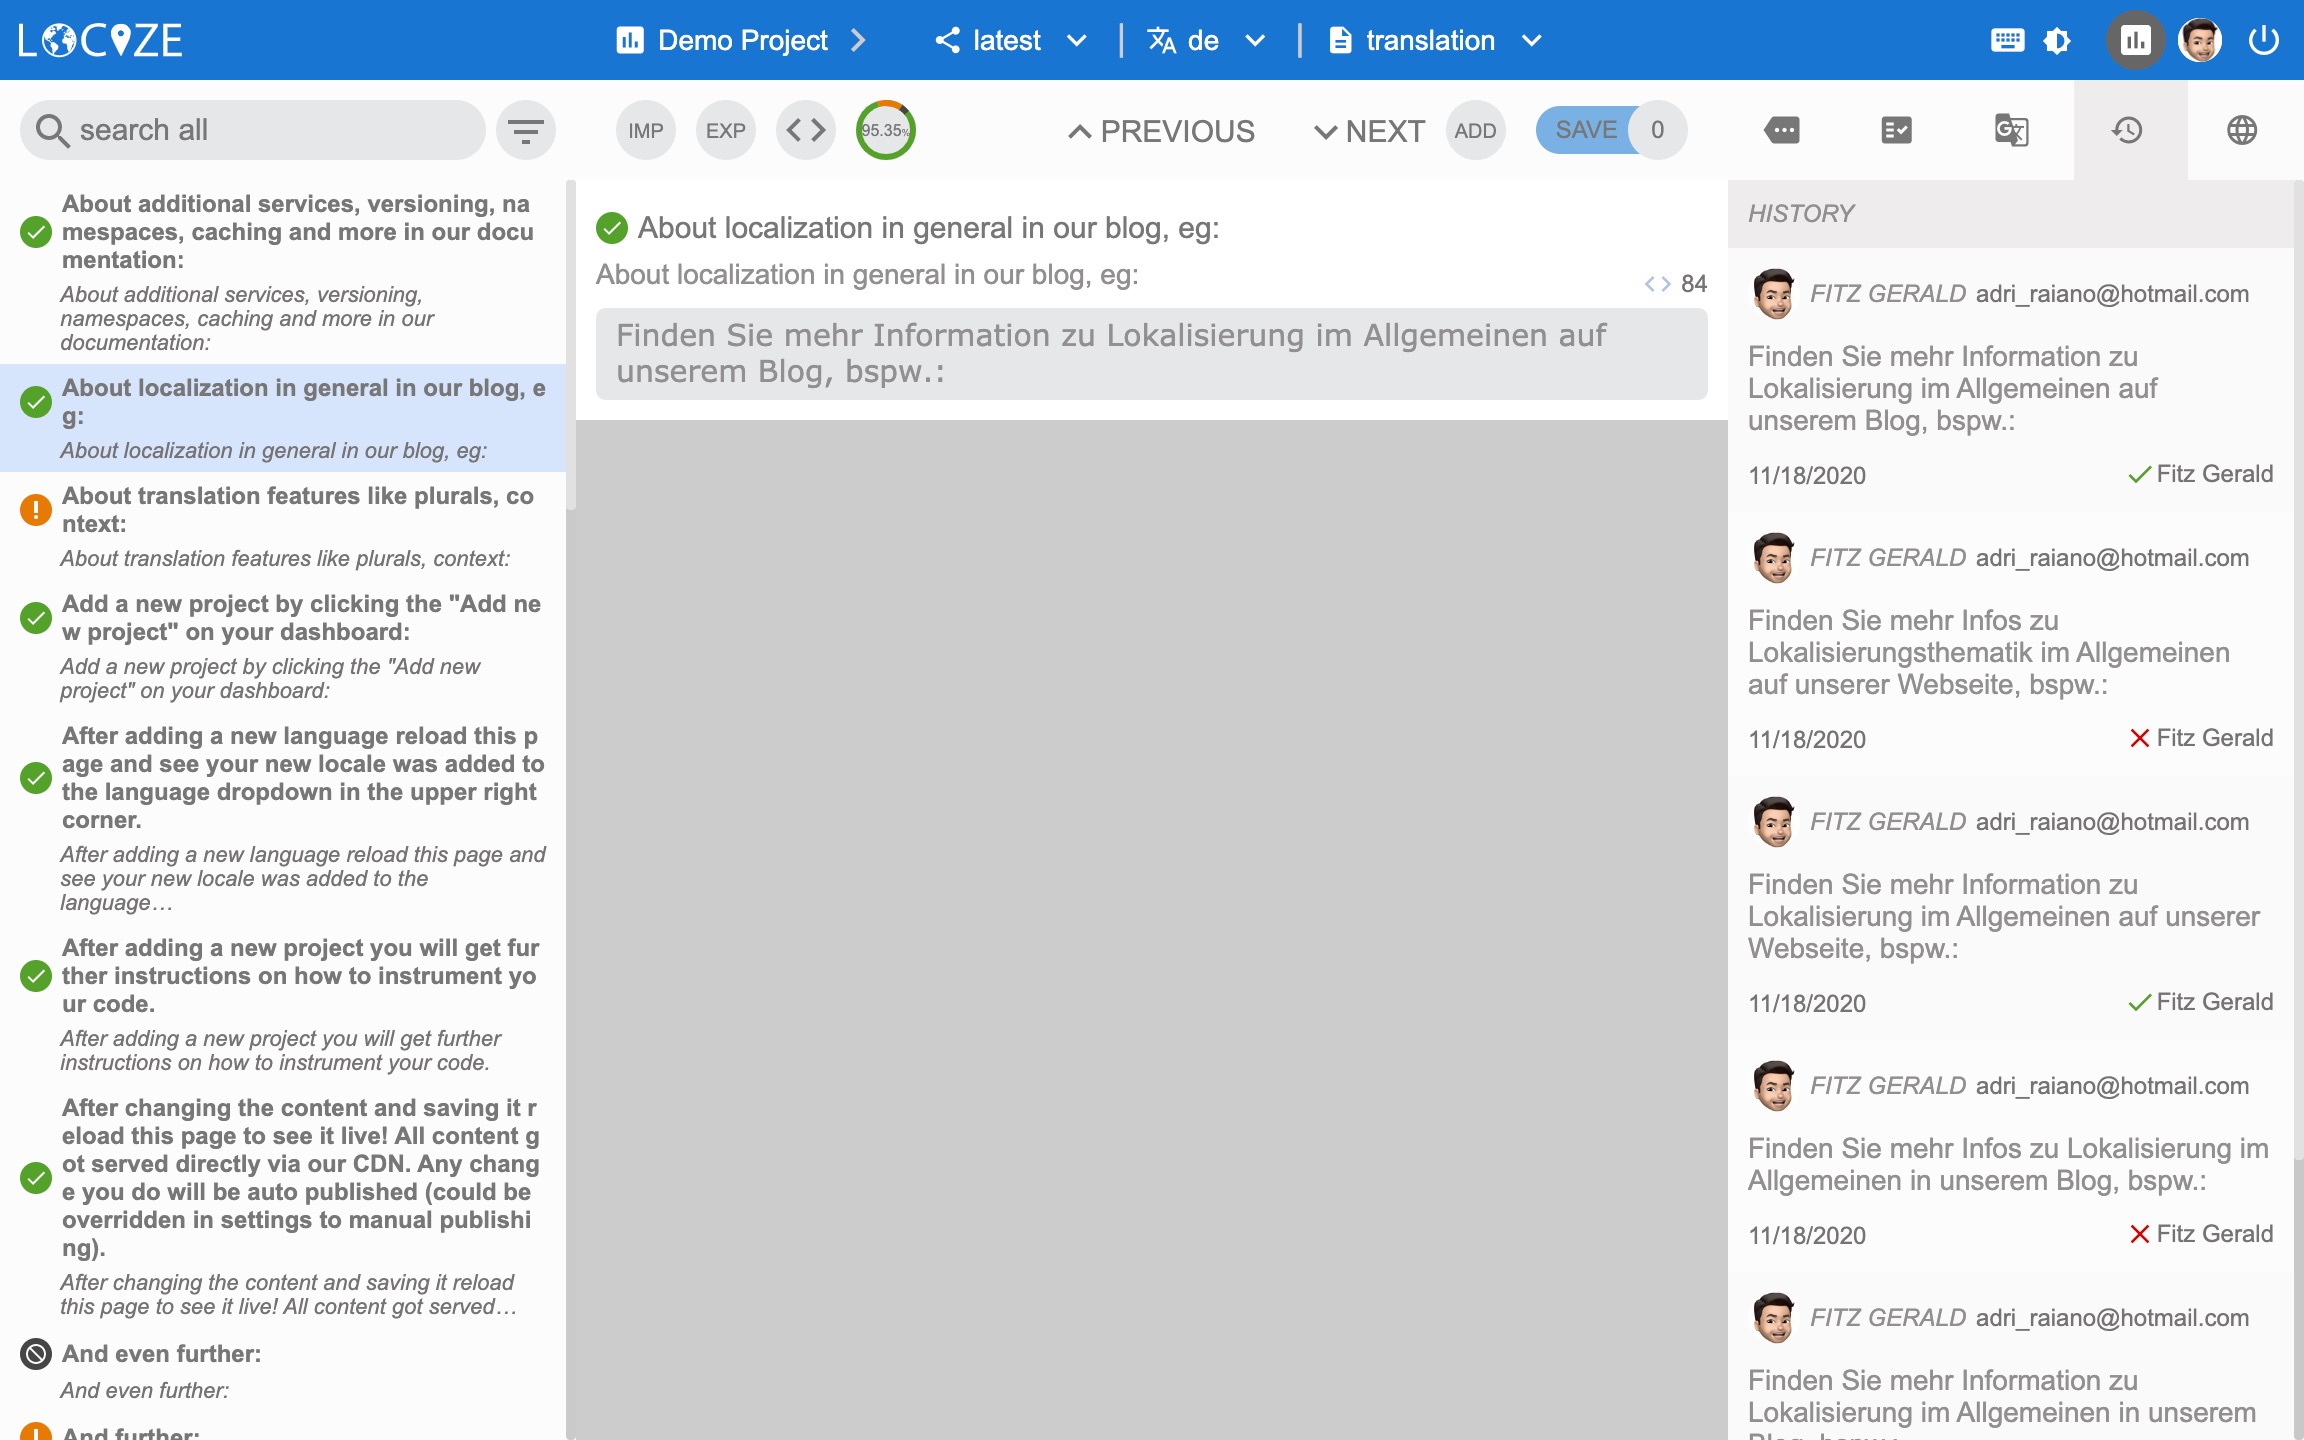 LOCIZE
Demo Project
latest
de
translation
search all
IMP
EXP
95.35%
PREVIOUS
NEXT
ADD
SAVE
0
About additional services, versioning, na
mespaces, caching and more in our docu
mentation:
About additional services, versioning,
namespaces, caching and more in our
documentation:
About localization in general in our blog, e
g:
About localization in general in our blog, eg:
About translation features like plurals, co
ntext:
About translation features like plurals, context:
Add a new project by clicking the "Add ne
w project" on your dashboard:
Add a new project by clicking the "Add new
project" on your dashboard:
After adding a new language reload this p
age and see your new locale was added to
the language dropdown in the upper right
corner.
After adding a new language reload this page and
see your new locale was added to the
language…
After adding a new project you will get fur
ther instructions on how to instrument yo
ur code.
After adding a new project you will get further
instructions on how to instrument your code.
After changing the content and saving it r
eload this page to see it live! All content g
ot served directly via our CDN. Any chang
e you do will be auto published (could be
overridden in settings to manual publishi
ng).
After changing the content and saving it reload
this page to see it live! All content got served…
And even further:
And even further:
And further:
About localization in general in our blog, eg:
About localization in general in our blog, eg:
84
Finden Sie mehr Information zu Lokalisierung im Allgemeinen auf
unserem Blog, bspw.:
HISTORY
FITZ GERALD adri_raiano@hotmail.com
Finden Sie mehr Information zu
Lokalisierung im Allgemeinen auf
unserem Blog, bspw.:
11/18/2020
Fitz Gerald
FITZ GERALD adri_raiano@hotmail.com
Finden Sie mehr Infos zu
Lokalisierungsthematik im Allgemeinen
auf unserer Webseite, bspw.:
11/18/2020
Fitz Gerald
FITZ GERALD adri_raiano@hotmail.com
Finden Sie mehr Information zu
Lokalisierung im Allgemeinen auf unserer
Webseite, bspw.:
11/18/2020
Fitz Gerald
FITZ GERALD adri_raiano@hotmail.com
Finden Sie mehr Infos zu Lokalisierung im
Allgemeinen in unserem Blog, bspw.:
11/18/2020
Fitz Gerald
FITZ GERALD adri_raiano@hotmail.com
Finden Sie mehr Information zu
Lokalisierung im Allgemeinen in unserem